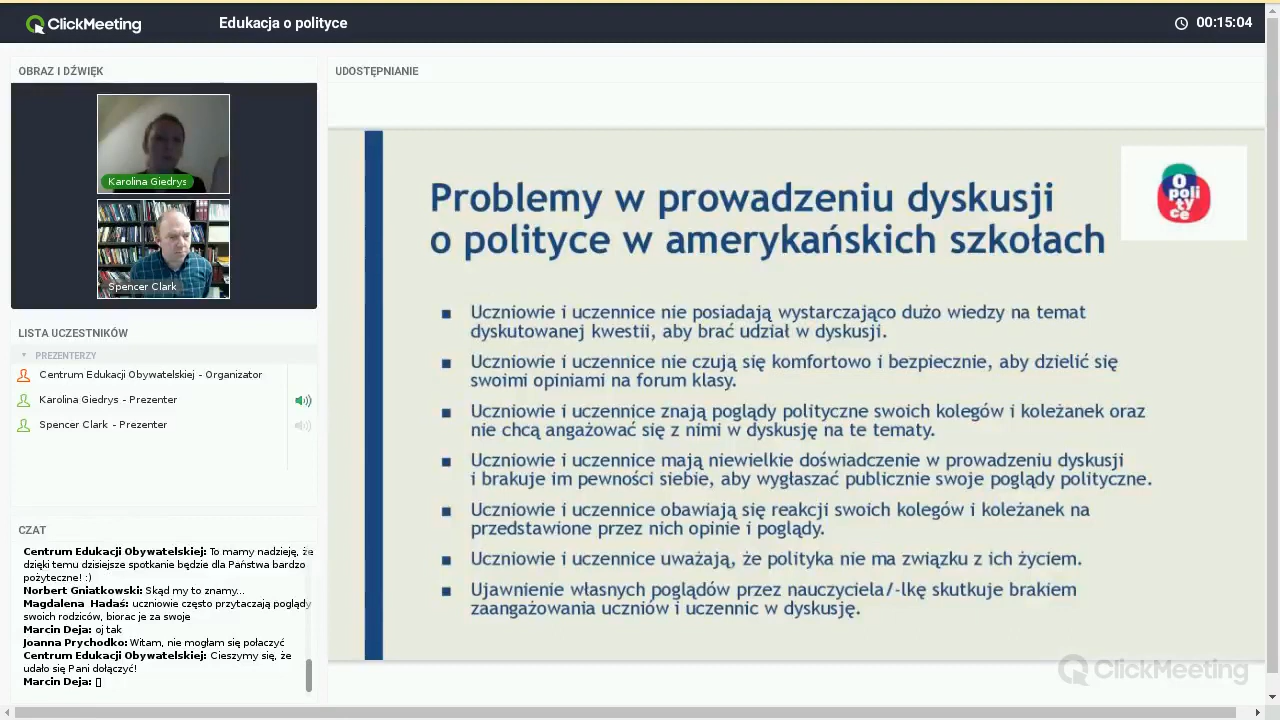 ClickMeeting
Edukacja o polityce
00:15:04
OBRAZ I DŹWIĘK
Karolina Giedrys
Spencer Clark
LISTA UCZESTNIKÓW
PREZENTERZY
Centrum Edukacji Obywatelskiej - Organizator
Karolina Giedrys - Prezenter
Spencer Clark - Prezenter
CZAT
Centrum Edukacji Obywatelskiej: To mamy nadzieję, że
dzięki temu dzisiejsze spotkanie będzie dla Państwa bardzo
pożyteczne! :)
Norbert Gniatkowski: Skąd my to znamy...
Magdalena Hadaś: uczniowie często przytaczają poglądy
swoich rodziców, biorac je za swoje
Marcin Deja: oj tak
Joanna Prychodko: Witam, nie mogłam się połaczyć
Centrum Edukacji Obywatelskiej: Cieszymy się, że
udało się Pani dołączyć!
Marcin Deja:
UDOSTĘPNIANIE
O
poli
ty
ce
Problemy w prowadzeniu dyskusji
o polityce w amerykańskich szkołach
■ Uczniowie i uczennice nie posiadają wystarczająco dużo wiedzy na temat
dyskutowanej kwestii, aby brać udział w dyskusji.
■ Uczniowie i uczennice nie czują się komfortowo i bezpiecznie, aby dzielić się
swoimi opiniami na forum klasy.
■ Uczniowie i uczennice znają poglądy polityczne swoich kolegów i koleżanek oraz
nie chcą angażować się z nimi w dyskusję na te tematy.
■ Uczniowie i uczennice mają niewielkie doświadczenie w prowadzeniu dyskusji
i brakuje im pewności siebie, aby wygłaszać publicznie swoje poglądy polityczne.
■ Uczniowie i uczennice obawiają się reakcji swoich kolegów i koleżanek na
przedstawione przez nich opinie i poglądy.
■ Uczniowie i uczennice uważają, że polityka nie ma związku z ich życiem.
■ Ujawnienie własnych poglądów przez nauczyciela/-lkę skutkuje brakiem
zaangażowania uczniów i uczennic w dyskusję.
ClickMeeting